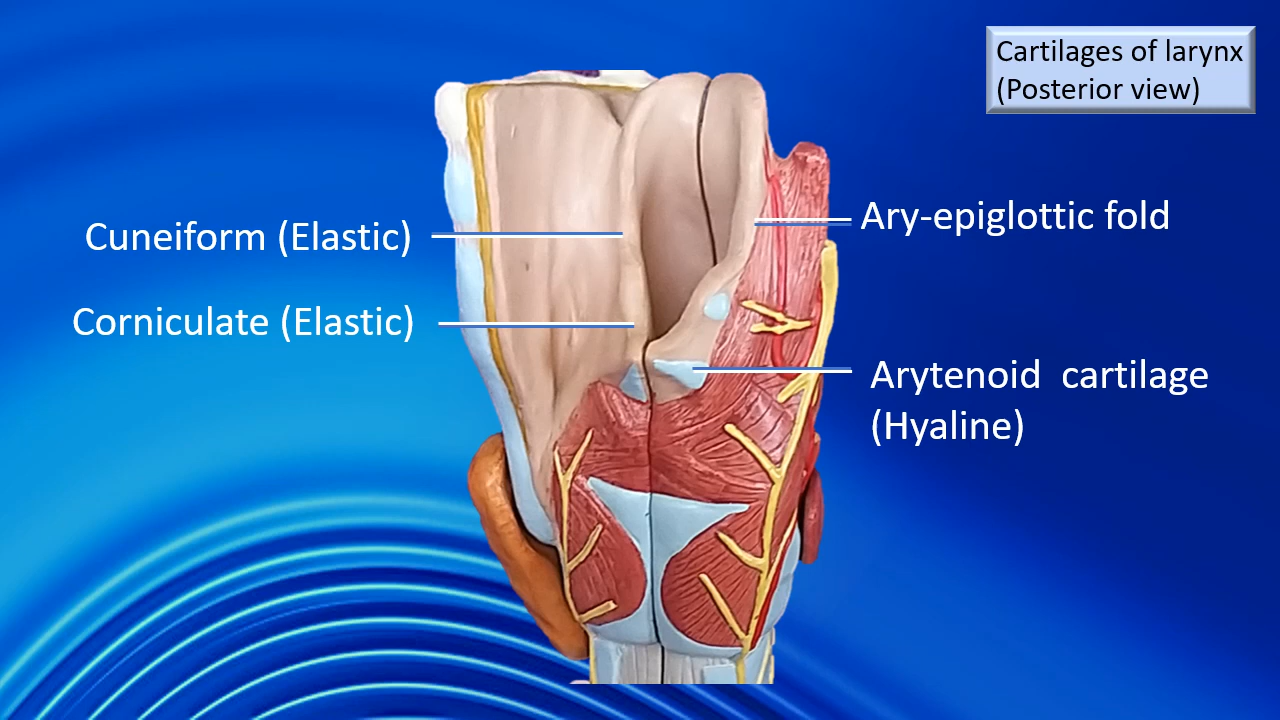 Cartilages of larynx
(Posterior view)
Cuneiform (Elastic)
Ary-epiglottic fold
Corniculate (Elastic)
Arytenoid  cartilage
(Hyaline)